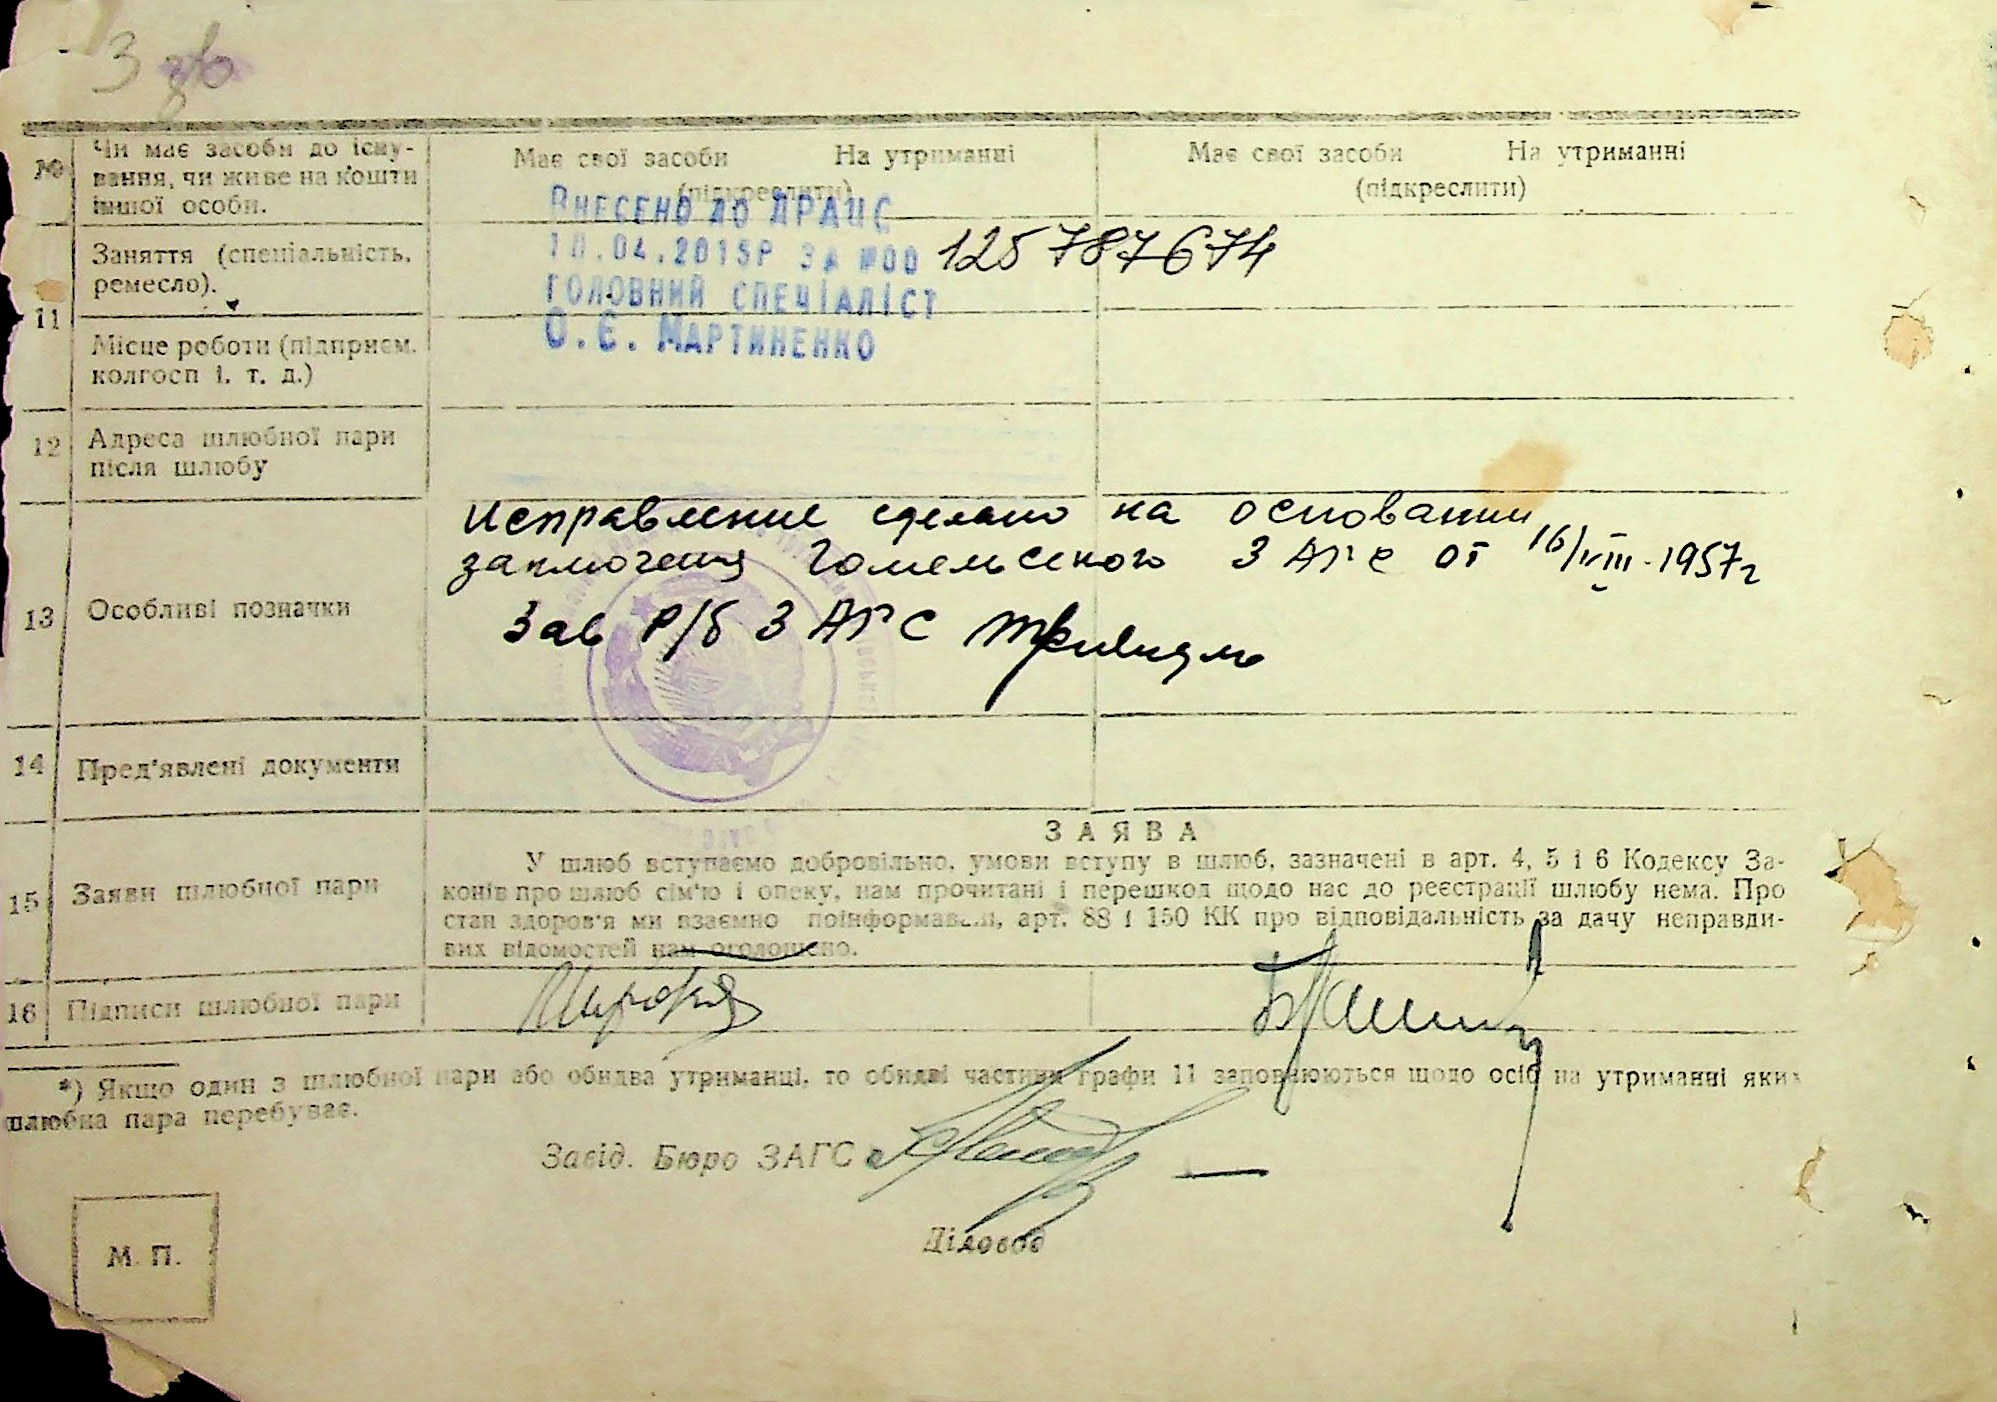 З
№ Чи має засоби до існу-
вання, чи живе на кошти
іншої особи.
Має свої засоби На утриманні
(підкреслити)
Має свої засоби На утриманні
(підкреслити)
ВНЕСЕНО ДО ДРАЦС
10.04.2015Р ЗА №00 125787674
ГОЛОВНИЙ СПЕЦІАЛІСТ
О.Є. МАРТИНЕНКО
11
Заняття (спеціальність,
ремесло).
Місце роботи (підприєм.
колгосп і. т. д.)
12 Адреса шлюбної пари
після шлюбу
13 Особливі позначки
исправление сделано на основании
заключения Гомельского ЗАГС от 16/VIII-1957г
Зав Р/б ЗАГС
14 Пред'явлені документи
15 Заяви шлюбної пари
ЗАЯВА
У шлюб вступаємо добровільно, умови вступу в шлюб, зазначені в арт. 4, 5 і 6 Кодексу За-
конів про шлюб сім'ю і опеку, нам прочитані і перешкод щодо нас до реєстрації шлюбу нема. Про
стан здоров'я ми взаємно поінформавали, арт. 88 і 150 КК про відповідальність за дачу неправди-
вих відомостей нам оголошено.
16 Підписи шлюбної пари
*) Якщо один з шлюбної пари або обидва утриманці, то обидві частини графи 11 заповнюються щодо осіб на утриманні яких
шлюбна пара перебуває.
Завід. Бюро ЗАГС
Діловод
М. П.